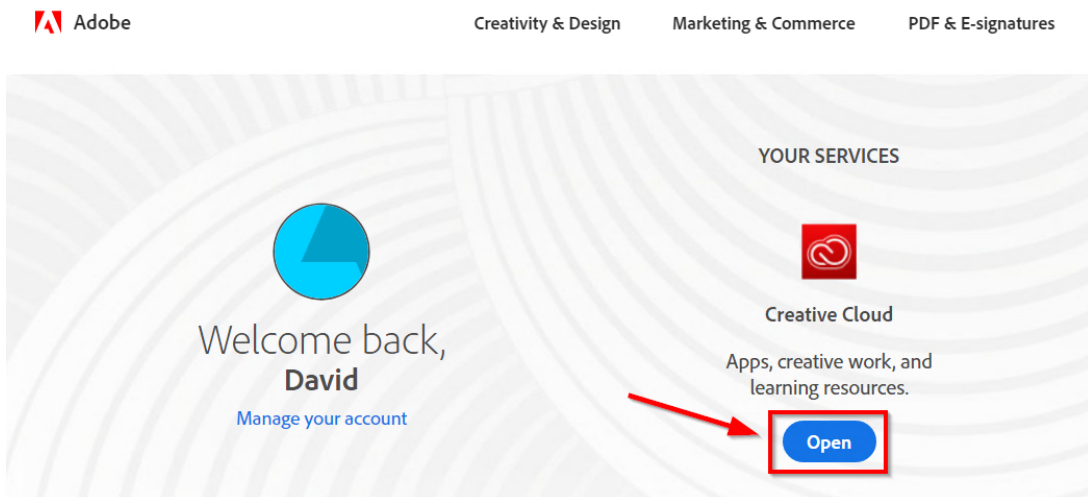 Adobe
Creativity & Design
Marketing & Commerce
PDF & E-signatures
Welcome back,
David
Manage your account
YOUR SERVICES
Creative Cloud
Apps, creative work, and
learning resources.
Open